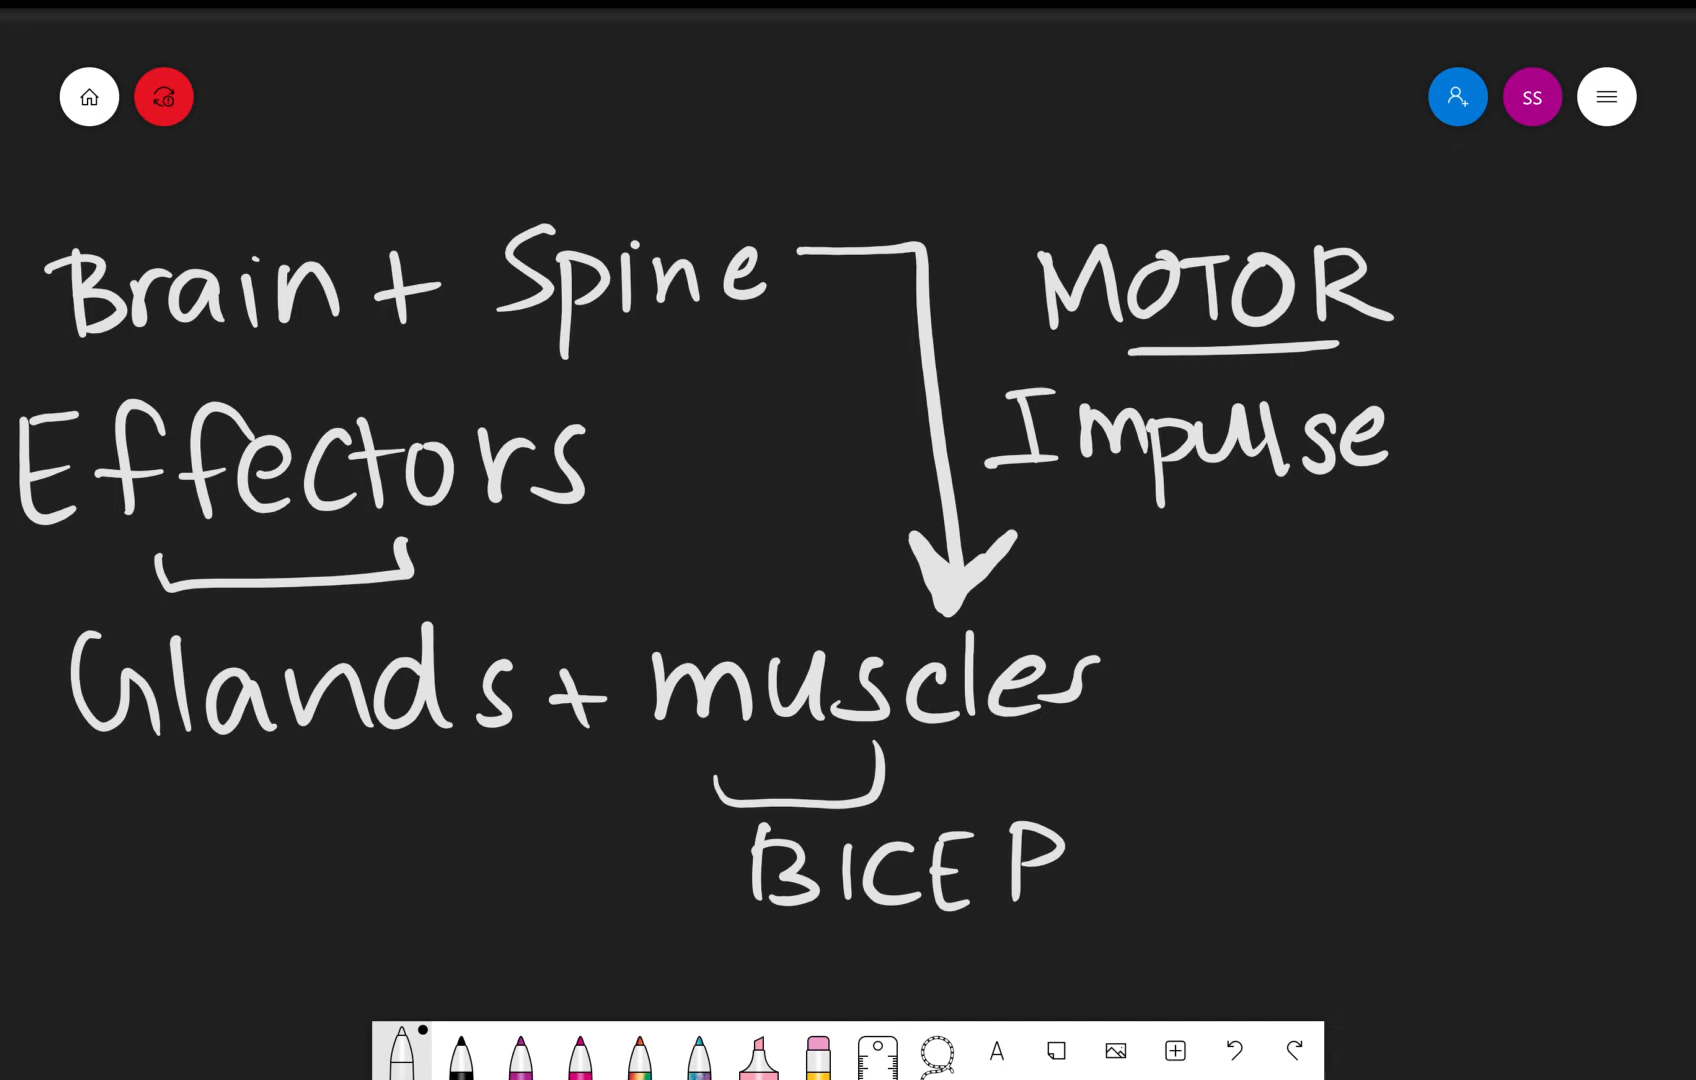 SS
Brain + Spine
MOTOR
Impulse
Effectors
Glands + muscles
BICEP
A